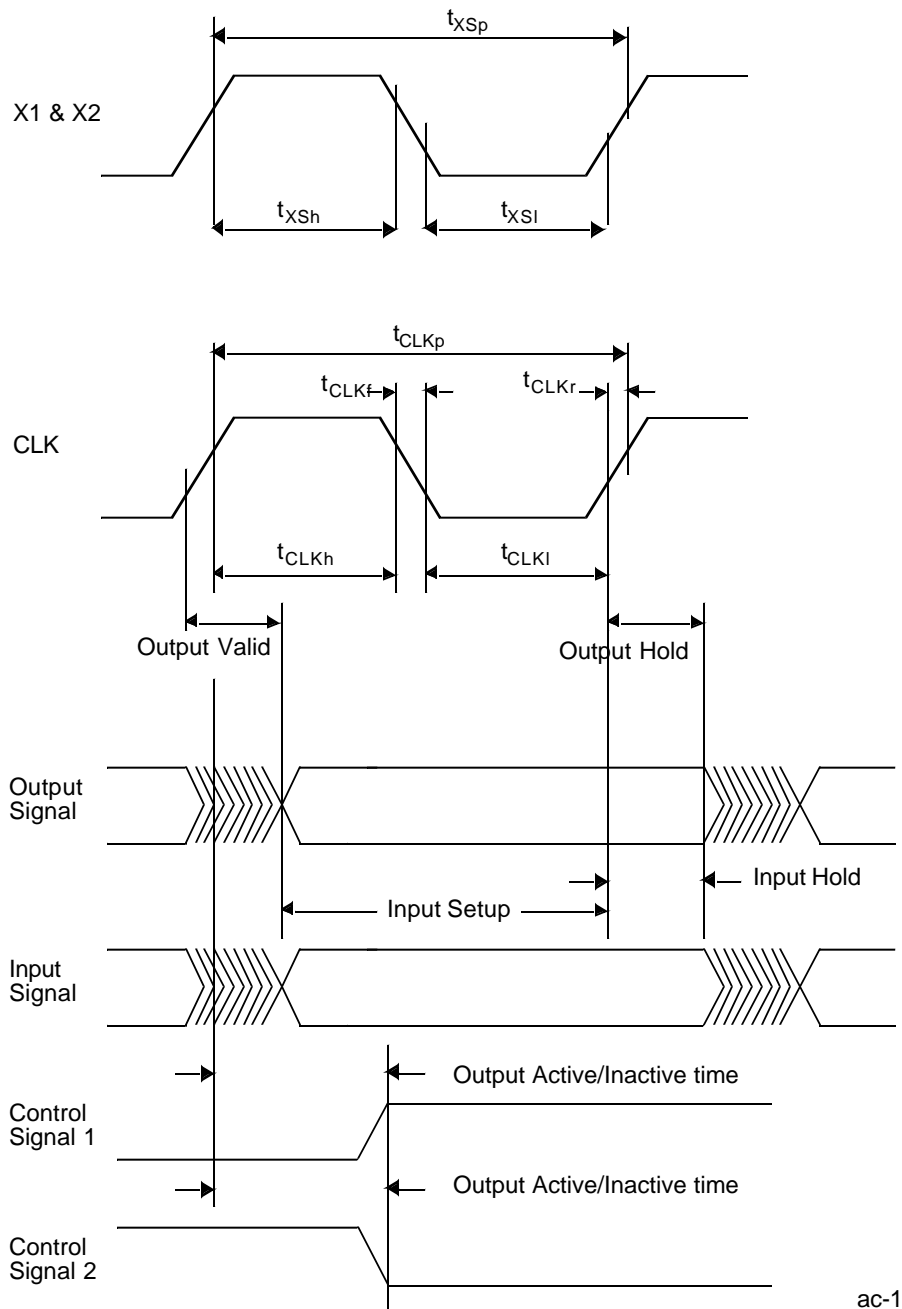 tXSp
X1 & X2
tXSh
tXSl
tCLKp
tCLKf
tCLKr
CLK
tCLKh
tCLKl
Output Valid
Output Hold
Output
Signal
Input Hold
Input Setup
Input
Signal
Output Active/Inactive time
Control
Signal 1
Output Active/Inactive time
Control
Signal 2
ac-1